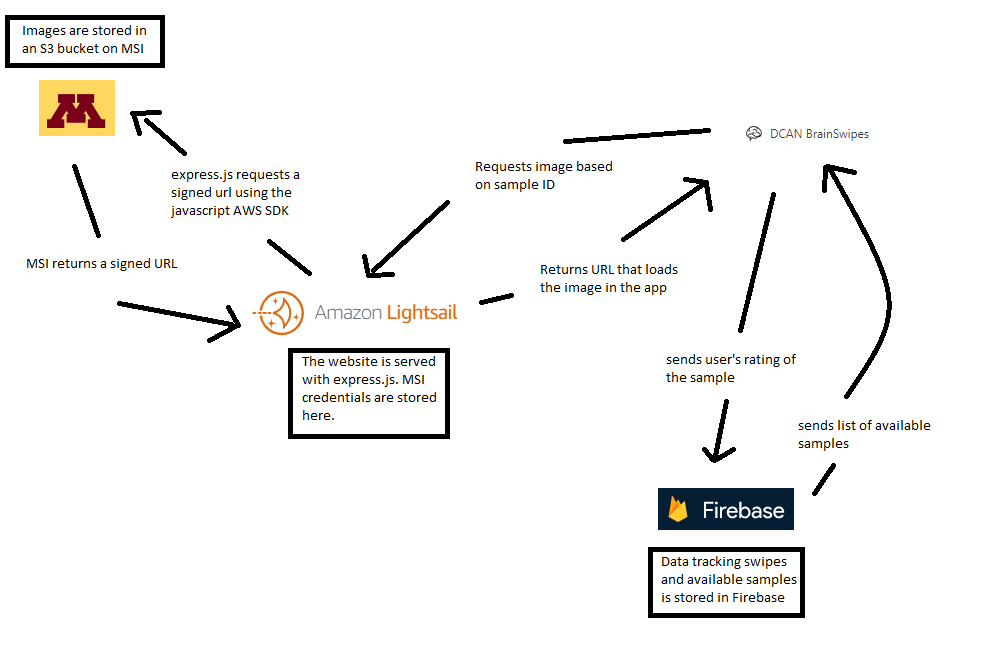 Images are stored in
an S3 bucket on MSI
M
DCAN BrainSwipes
express.js requests a
signed url using the
javascript AWS SDK
Requests image based
on sample ID
MSI returns a signed URL
Returns URL that loads
the image in the app
Amazon Lightsail
The website is served
with express.js. MSI
credentials are stored
here.
sends user's rating of
the sample
sends list of available
samples
Firebase
Data tracking swipes
and available samples
is stored in Firebase